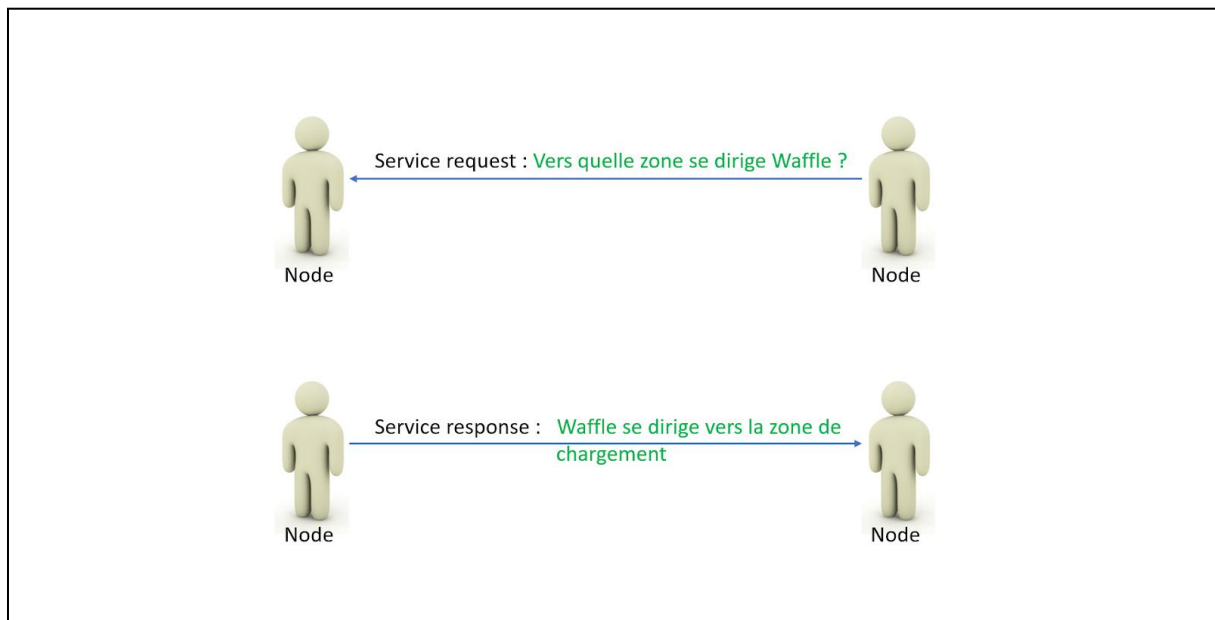 Service request : Vers quelle zone se dirige Waffle ?
Node
Node
Service response : Waffle se dirige vers la zone de
chargement
Node
Node